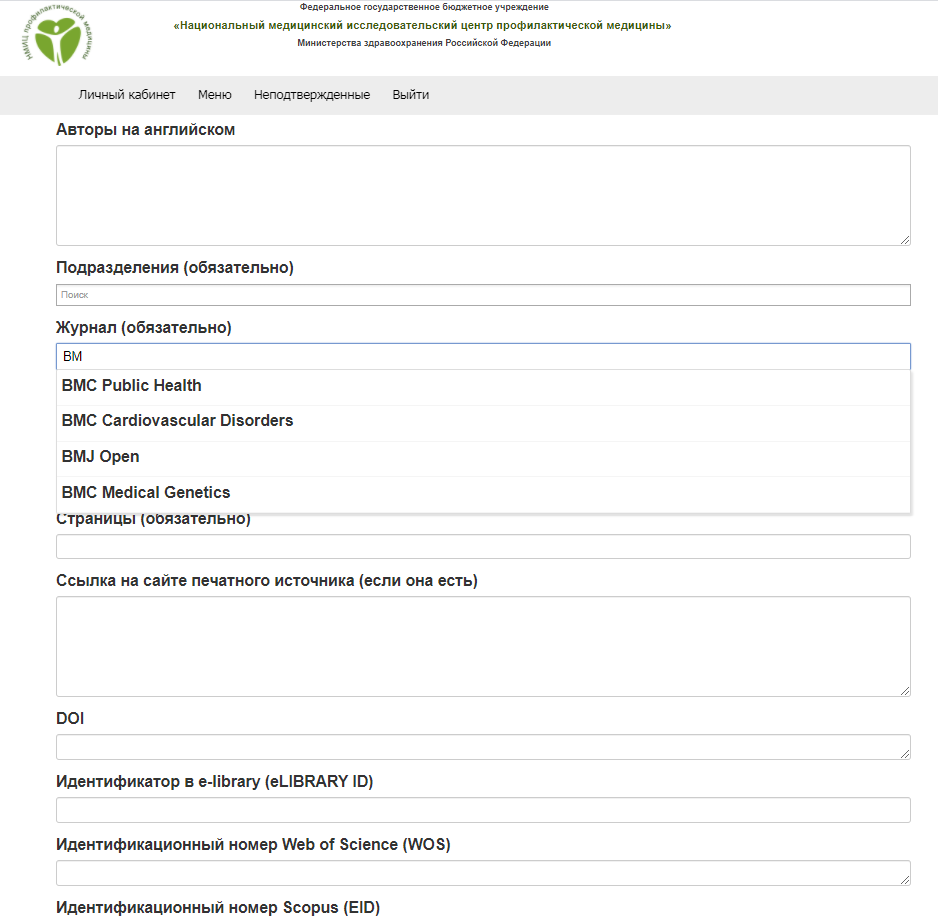 НМИЦ профилактической медицины
Федеральное государственное бюджетное учреждение
«Национальный медицинский исследовательский центр профилактической медицины»
Министерства здравоохранения Российской Федерации
Личный кабинет Меню Неподтвержденные Выйти
Авторы на английском
Подразделения (обязательно)
Поиск
Журнал (обязательно)
BM
BMC Public Health
BMC Cardiovascular Disorders
BMJ Open
BMC Medical Genetics
Страницы (обязательно)
Ссылка на сайте печатного источника (если она есть)
DOI
Идентификатор в e-library (eLIBRARY ID)
Идентификационный номер Web of Science (WOS)
Идентификационный номер Scopus (EID)